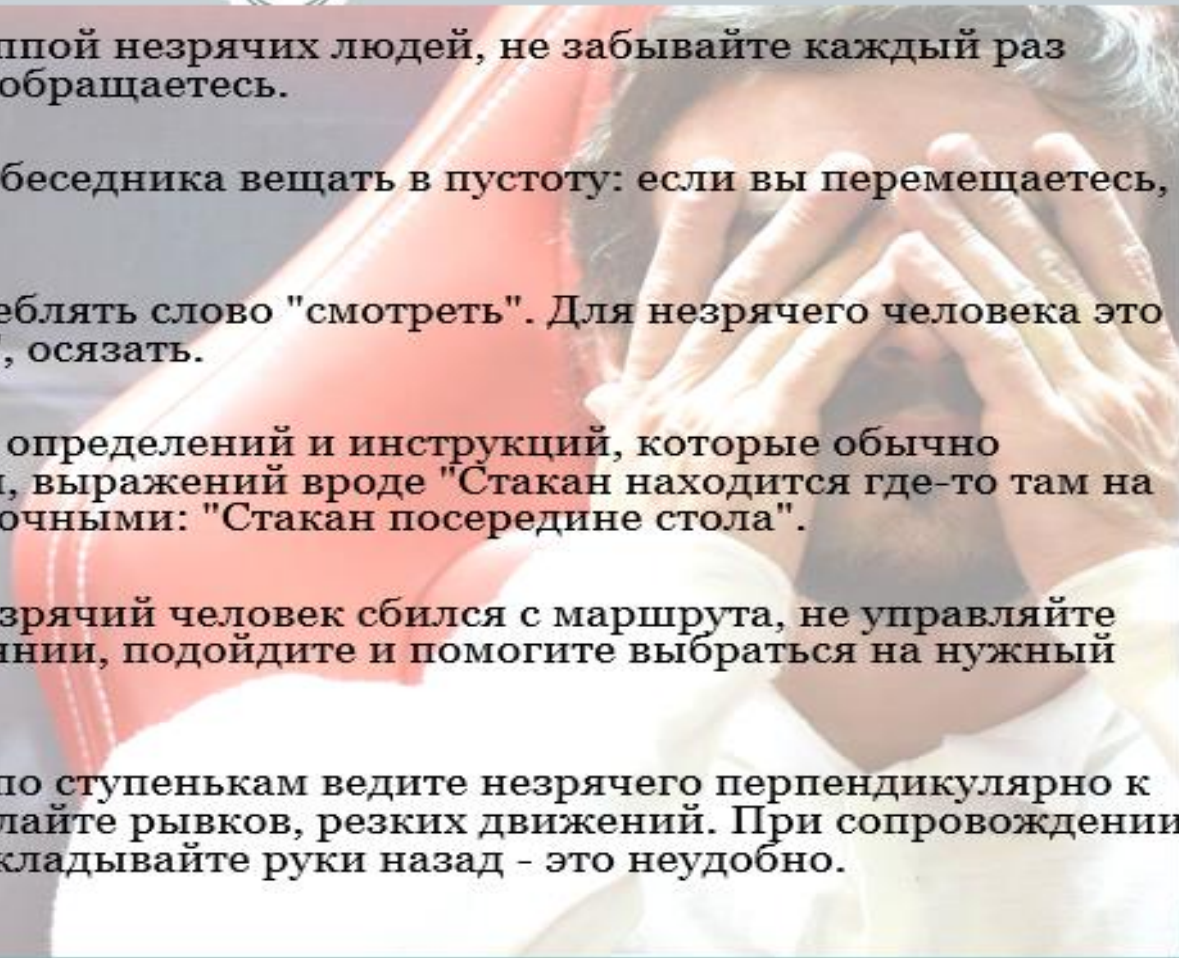 ппой незрячих людей, не забывайте каждый раз
обращаетесь.
беседника вещать в пустоту: если вы перемещаетесь,
еблять слово "смотреть". Для незрячего человека это
", осязать.
определений и инструкций, которые обычно
, выражений вроде "Стакан находится где-то там на
очными: "Стакан посередине стола".
зрячий человек сбился с маршрута, не управляйте
нии, подойдите и помогите выбраться на нужный
по ступенькам ведите незрячего перпендикулярно к
лайте рывков, резких движений. При сопровождении
кладывайте руки назад - это неудобно.